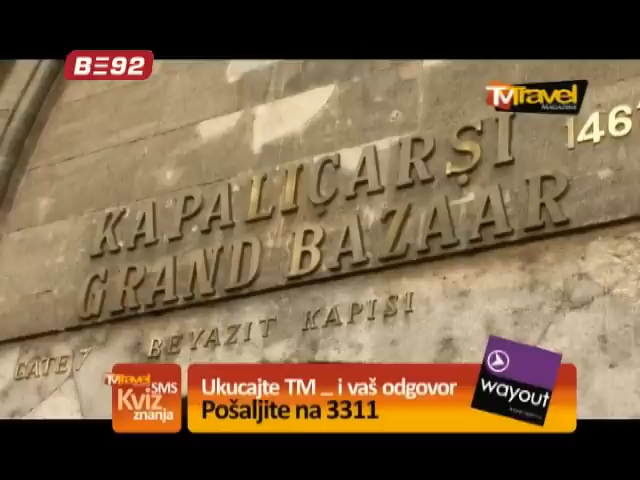 B92
TM Travel
MAGAZINE
1461
KAPALIÇARŞI
GRAND BAZAAR
GATE 7 BEYAZIT KAPISI
TM Travel
SMS
Kviz
znanja
Ukucajte TM _ i vaš odgovor
Pošaljite na 3311
wayout